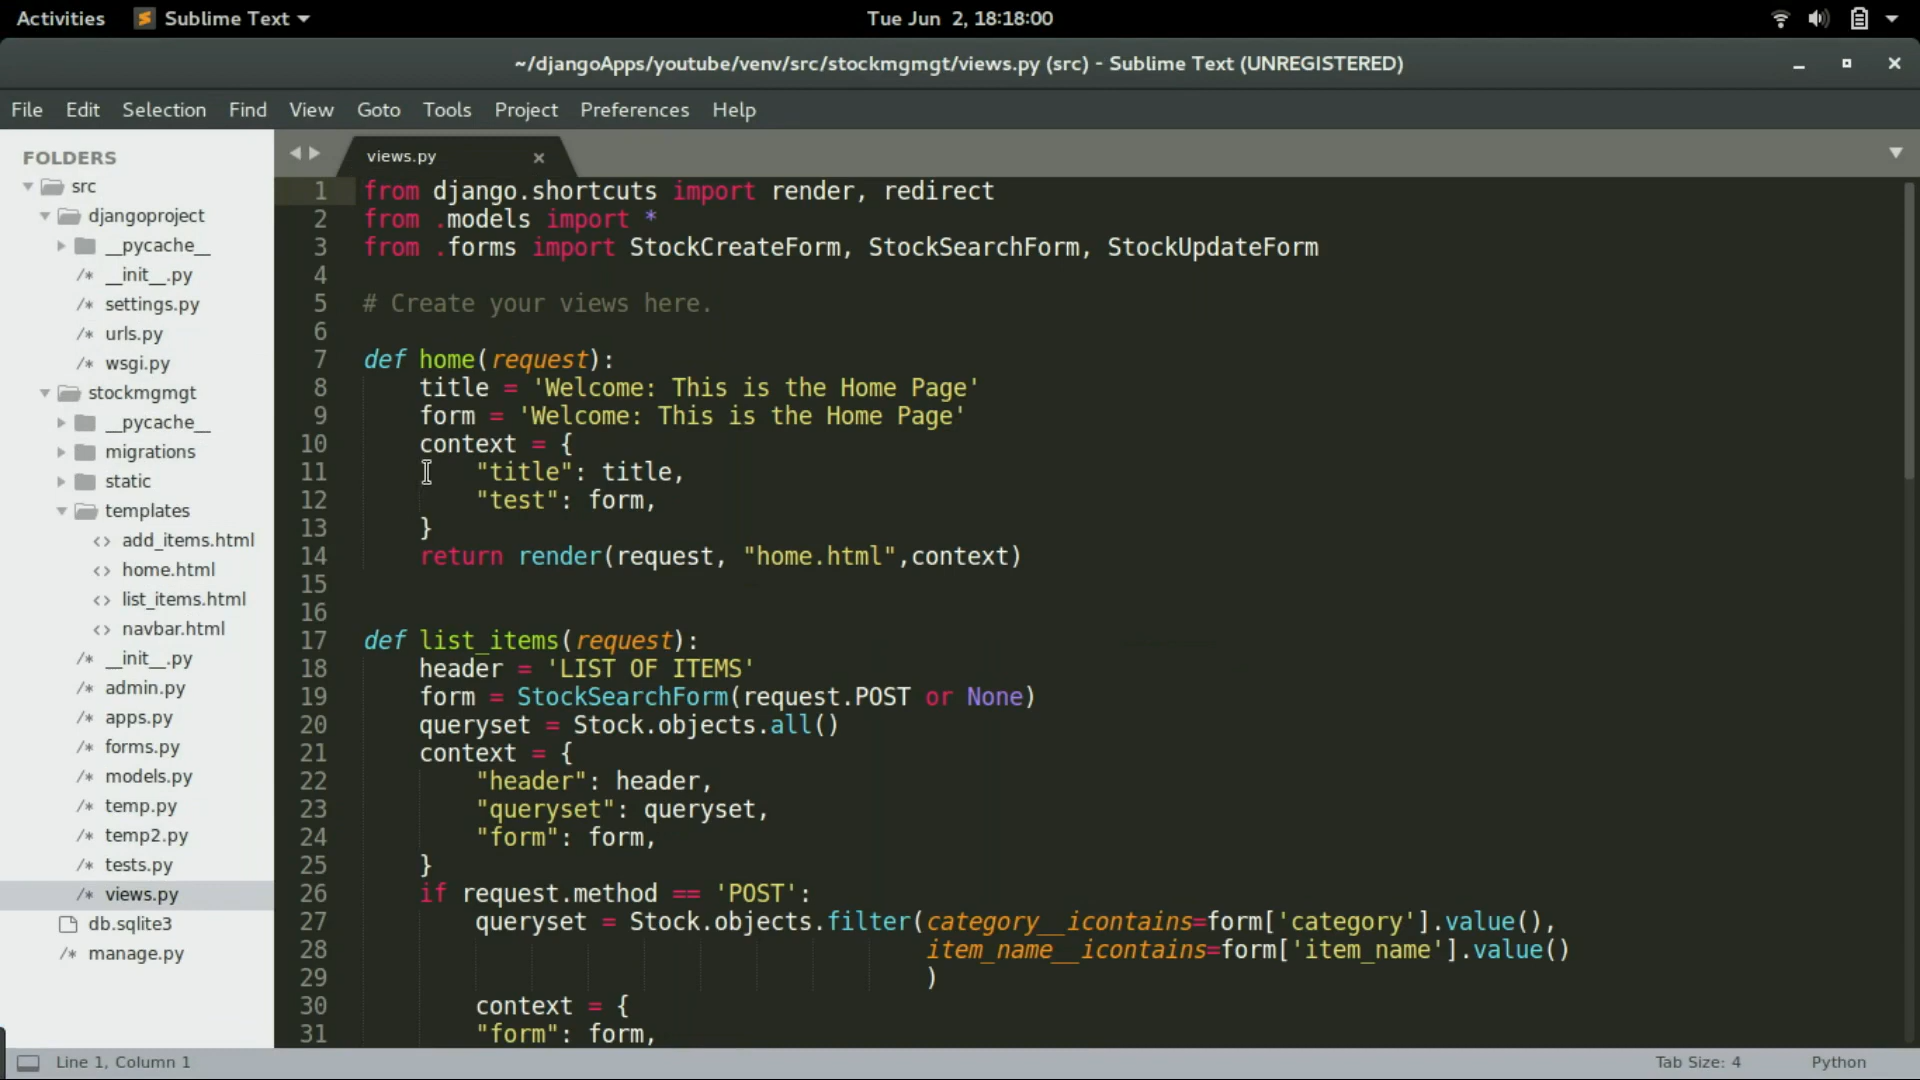 Activities Sublime Text Tue Jun 2, 18:18:00
~/djangoApps/youtube/venv/src/stockmgmgt/views.py (src) - Sublime Text (UNREGISTERED)
File Edit Selection Find View Goto Tools Project Preferences Help
FOLDERS
src
djangoproject
__pycache__
/* __init__.py
/* settings.py
/* urls.py
/* wsgi.py
stockmgmgt
__pycache__
migrations
static
templates
<> add_items.html
<> home.html
<> list_items.html
<> navbar.html
/* __init__.py
/* admin.py
/* apps.py
/* forms.py
/* models.py
/* temp.py
/* temp2.py
/* tests.py
/* views.py
db.sqlite3
/* manage.py
views.py
1 from django.shortcuts import render, redirect
2 from .models import *
3 from .forms import StockCreateForm, StockSearchForm, StockUpdateForm
4
5 # Create your views here.
6
7 def home(request):
8     title = 'Welcome: This is the Home Page'
9     form = 'Welcome: This is the Home Page'
10     context = {
11         "title": title,
12         "test": form,
13     }
14     return render(request, "home.html",context)
15
16
17 def list_items(request):
18     header = 'LIST OF ITEMS'
19     form = StockSearchForm(request.POST or None)
20     queryset = Stock.objects.all()
21     context = {
22         "header": header,
23         "queryset": queryset,
24         "form": form,
25     }
26     if request.method == 'POST':
27         queryset = Stock.objects.filter(category__icontains=form['category'].value(),
28                                         item_name__icontains=form['item_name'].value()
29                                         )
30         context = {
31         "form": form,
Line 1, Column 1 Tab Size: 4 Python